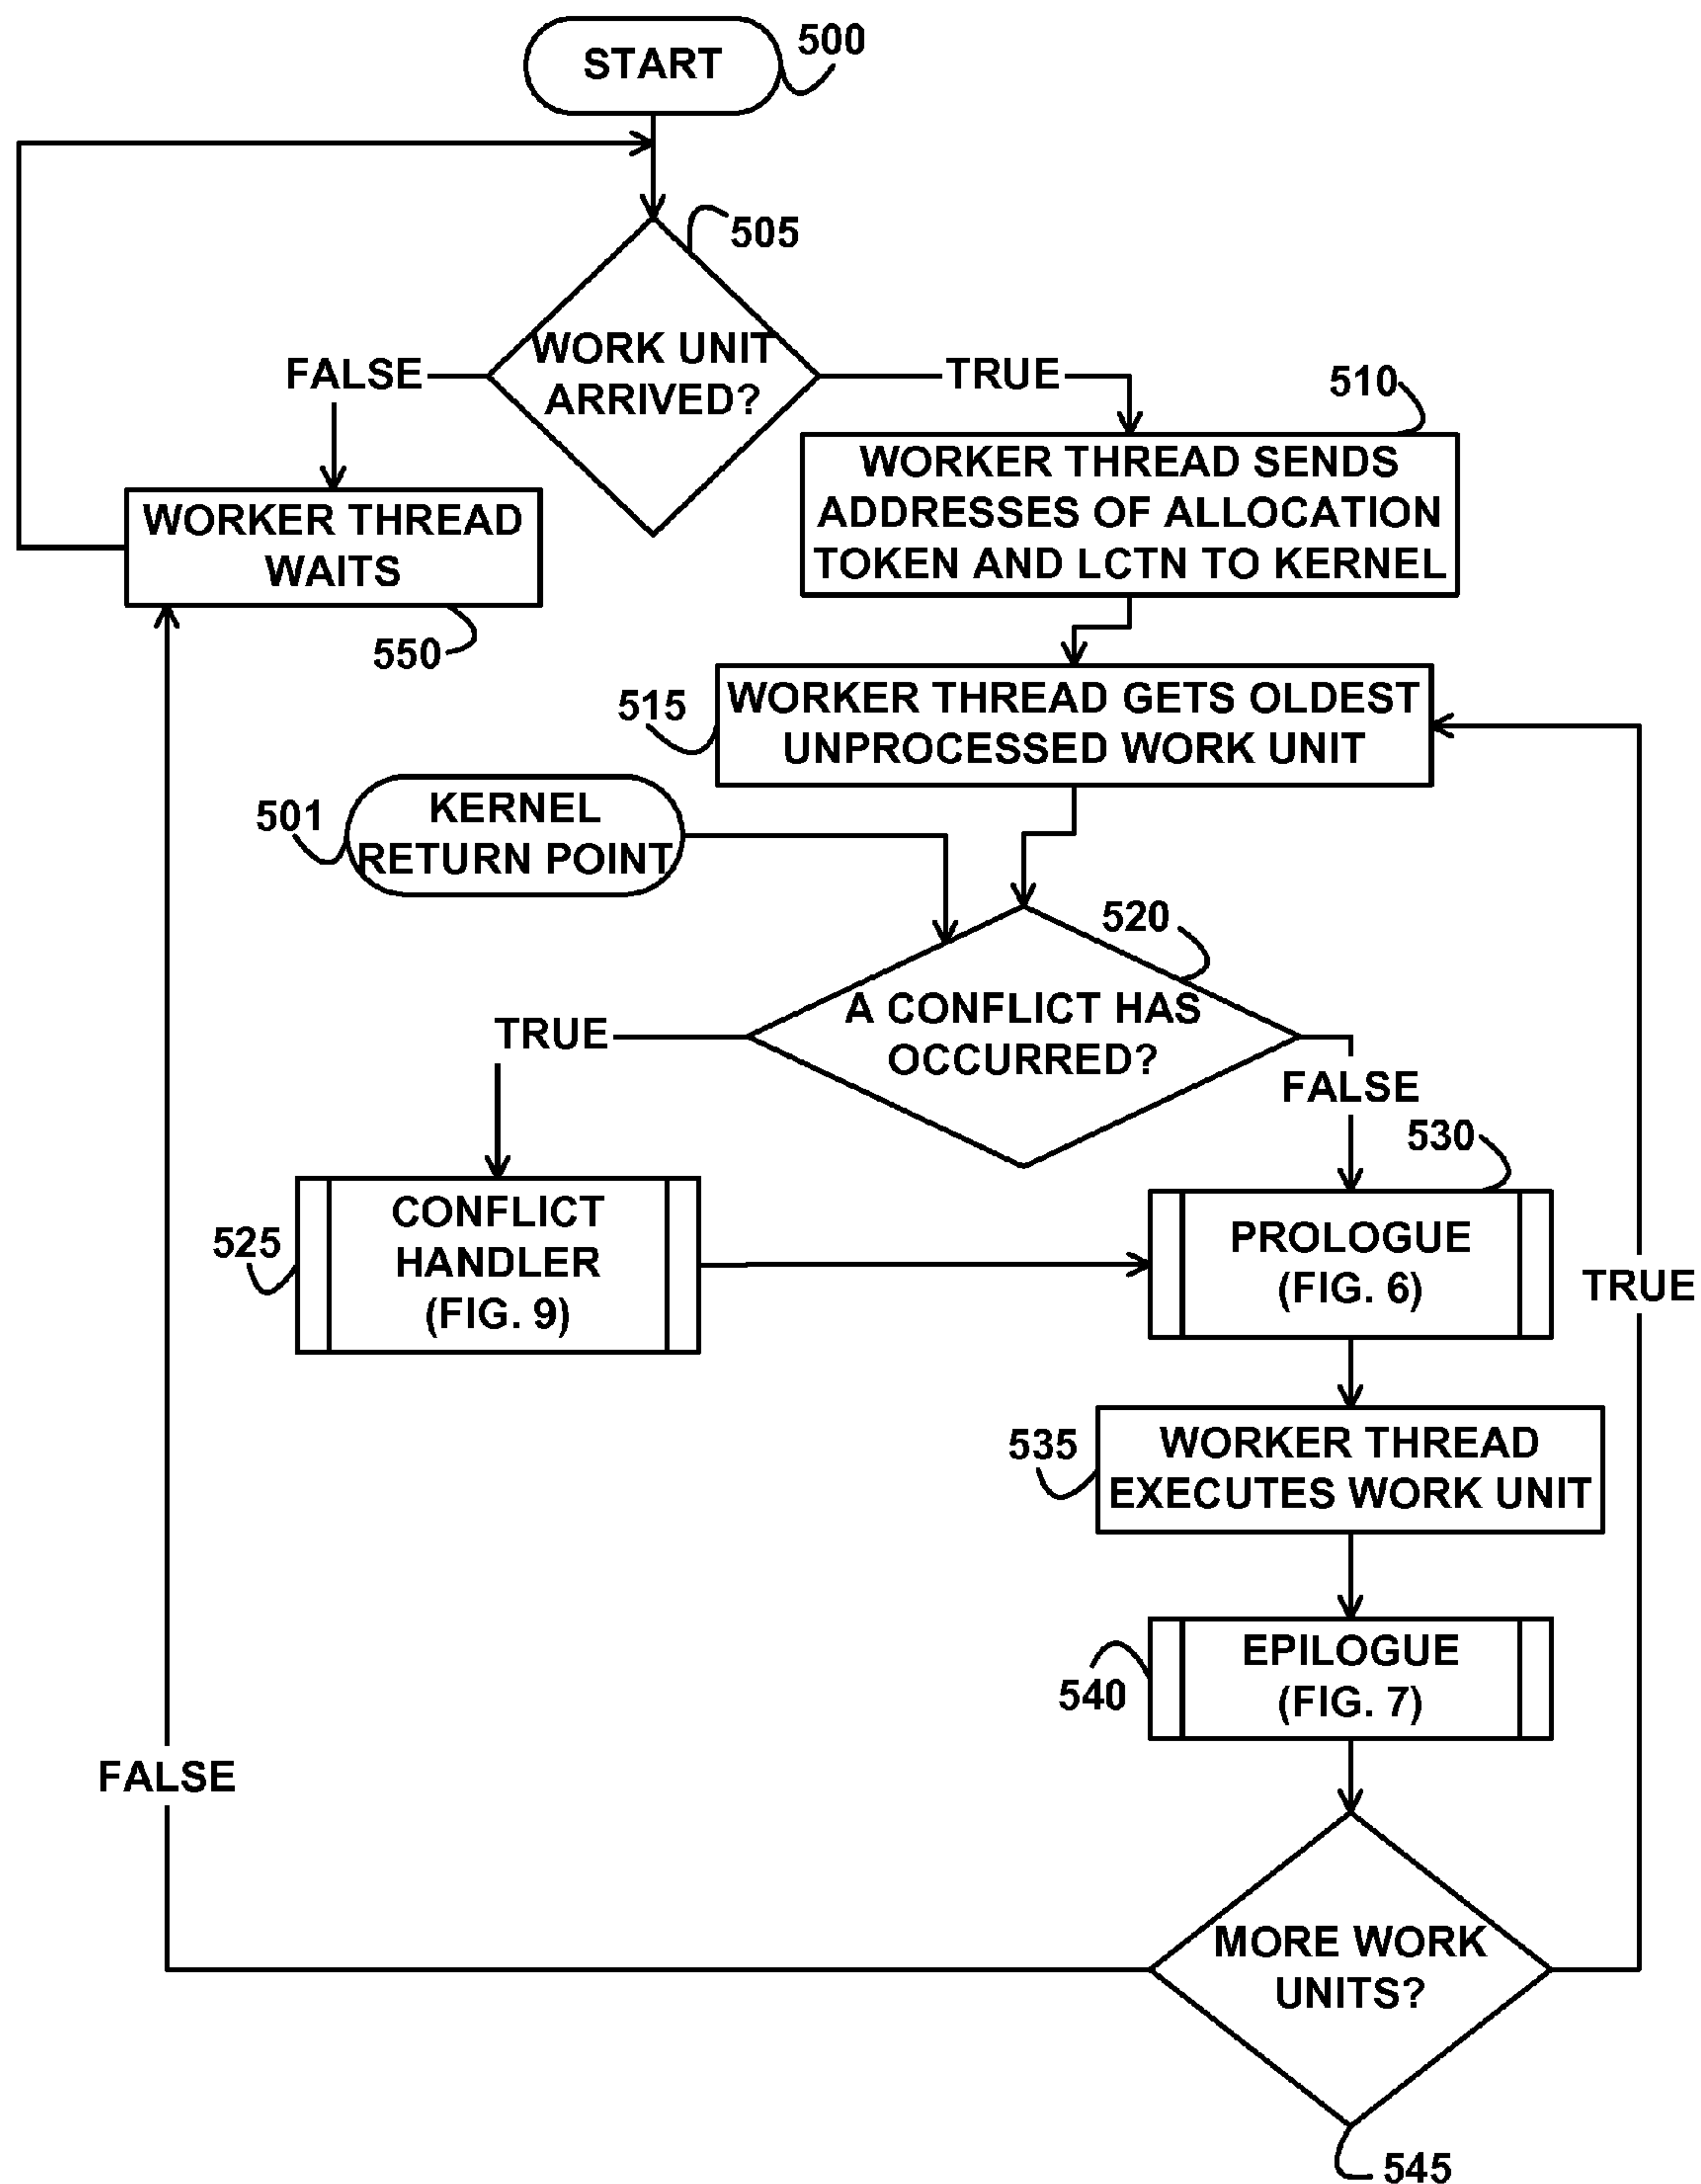 START
500
505
WORK UNIT
ARRIVED?
FALSE
TRUE
510
WORKER THREAD SENDS
ADDRESSES OF ALLOCATION
TOKEN AND LCTN TO KERNEL
WORKER THREAD
WAITS
550
515
WORKER THREAD GETS OLDEST
UNPROCESSED WORK UNIT
501
KERNEL
RETURN POINT
520
A CONFLICT HAS
OCCURRED?
TRUE
FALSE
530
525
CONFLICT
HANDLER
(FIG. 9)
PROLOGUE
(FIG. 6)
TRUE
535
WORKER THREAD
EXECUTES WORK UNIT
540
EPILOGUE
(FIG. 7)
FALSE
MORE WORK
UNITS?
545